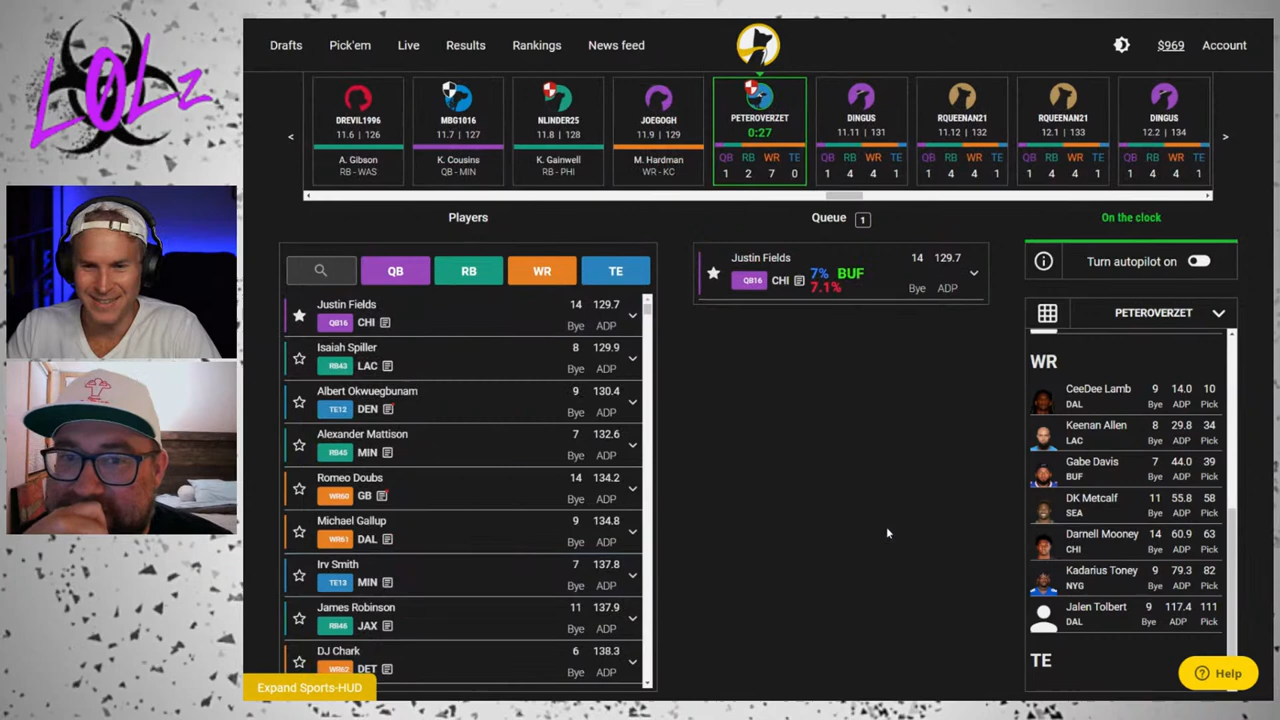 LOLz
Drafts
Pick'em
Live
Results
Rankings
News feed
$969
Account
<
DREVIL1996
11.6 | 126
A. Gibson
RB - WAS
MBG1016
11.7 | 127
K. Cousins
QB - MIN
NLINDER25
11.8 | 128
K. Gainwell
RB - PHI
JOEGOGH
11.9 | 129
M. Hardman
WR - KC
PETEROVERZET
0:27
QB RB WR TE
1 2 7 0
DINGUS
11.11 | 131
QB RB WR TE
1 4 4 1
RQUEENAN21
11.12 | 132
QB RB WR TE
1 4 4 1
RQUEENAN21
12.1 | 133
QB RB WR TE
1 4 4 1
DINGUS
12.2 | 134
QB RB WR TE
1 4 4 1
>
Players
QB
RB
WR
TE
Justin Fields 14 129.7
QB16 CHI Bye ADP
Isaiah Spiller 8 129.9
RB43 LAC Bye ADP
Albert Okwuegbunam 9 130.4
TE12 DEN Bye ADP
Alexander Mattison 7 132.6
RB45 MIN Bye ADP
Romeo Doubs 14 134.2
WR60 GB Bye ADP
Michael Gallup 9 134.8
WR61 DAL Bye ADP
Irv Smith 7 137.8
TE13 MIN Bye ADP
James Robinson 11 137.9
RB46 JAX Bye ADP
DJ Chark 6 138.3
WR62 DET Bye ADP
Expand Sports-HUD
Queue 1
Justin Fields 14 129.7
QB16 CHI 7% BUF Bye ADP
7.1%
On the clock
Turn autopilot on
PETEROVERZET
WR
CeeDee Lamb 9 14.0 10
DAL Bye ADP Pick
Keenan Allen 8 29.8 34
LAC Bye ADP Pick
Gabe Davis 7 44.0 39
BUF Bye ADP Pick
DK Metcalf 11 55.8 58
SEA Bye ADP Pick
Darnell Mooney 14 60.9 63
CHI Bye ADP Pick
Kadarius Toney 9 79.3 82
NYG Bye ADP Pick
Jalen Tolbert 9 117.4 111
DAL Bye ADP Pick
TE
Help